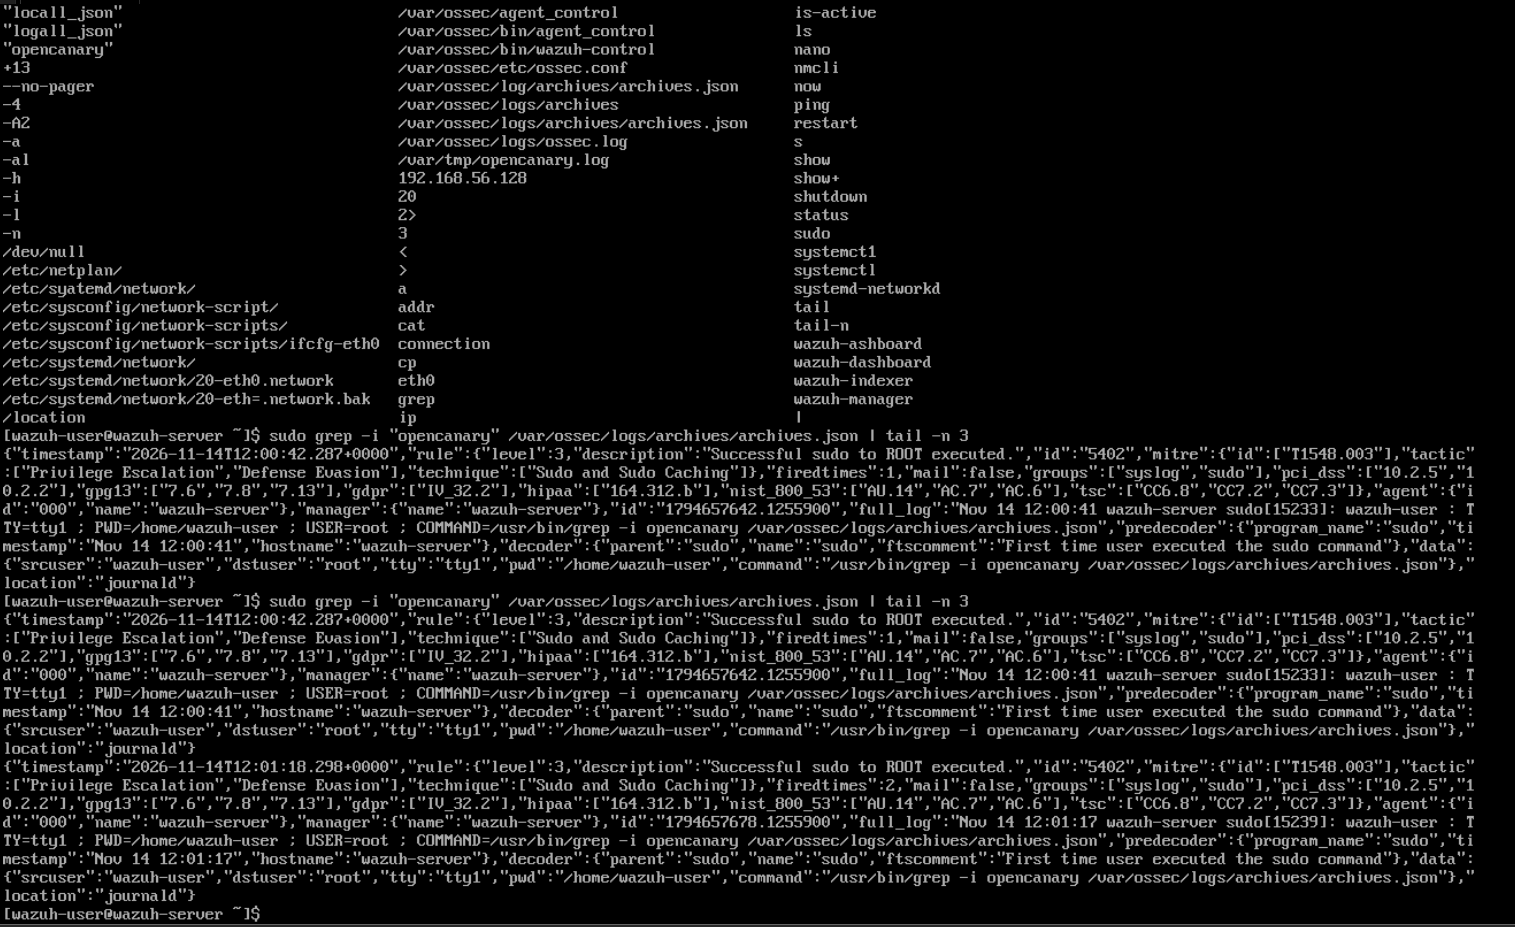 "locall_json" /var/ossec/agent_control is-active
"logall_json" /var/ossec/bin/agent_control ls
"opencanary" /var/ossec/bin/wazuh-control nano
+13 /var/ossec/etc/ossec.conf nmcli
--no-pager /var/ossec/log/archives/archives.json now
-4 /var/ossec/logs/archives ping
-A2 /var/ossec/logs/archives/archives.json restart
-a /var/ossec/logs/ossec.log s
-al /var/tmp/opencanary.log show
-h 192.168.56.128 show+
-i 20 shutdown
-l 2> status
-n 3 sudo
/dev/null < systemct1
/etc/netplan/ > systemctl
/etc/syatemd/network/ a systemd-networkd
/etc/sysconfig/network-script/ addr tail
/etc/sysconfig/network-scripts/ cat tail-n
/etc/sysconfig/network-scripts/ifcfg-eth0 connection wazuh-ashboard
/etc/systemd/network/ cp wazuh-dashboard
/etc/systemd/network/20-eth0.network eth0 wazuh-indexer
/etc/systemd/network/20-eth=.network.bak grep wazuh-manager
/location ip |
[wazuh-user@wazuh-server ~]$ sudo grep -i "opencanary" /var/ossec/logs/archives/archives.json | tail -n 3
{"timestamp":"2026-11-14T12:00:42.287+0000","rule":{"level":3,"description":"Successful sudo to ROOT executed.","id":"5402","mitre":{"id":["T1548.003"],"tactic"
:["Privilege Escalation","Defense Evasion"],"technique":["Sudo and Sudo Caching"]},"firedtimes":1,"mail":false,"groups":["syslog","sudo"],"pci_dss":["10.2.5","1
0.2.2"],"gpg13":["7.6","7.8","7.13"],"gdpr":["IV_32.2"],"hipaa":["164.312.b"],"nist_800_53":["AU.14","AC.7","AC.6"],"tsc":["CC6.8","CC7.2","CC7.3"]},"agent":{"i
d":"000","name":"wazuh-server"},"manager":{"name":"wazuh-server"},"id":"1794657642.1255900","full_log":"Nov 14 12:00:41 wazuh-server sudo[15233]: wazuh-user : T
TY=tty1 ; PWD=/home/wazuh-user ; USER=root ; COMMAND=/usr/bin/grep -i opencanary /var/ossec/logs/archives/archives.json","predecoder":{"program_name":"sudo","ti
mestamp":"Nov 14 12:00:41","hostname":"wazuh-server"},"decoder":{"parent":"sudo","name":"sudo","ftscomment":"First time user executed the sudo command"},"data":
{"srcuser":"wazuh-user","dstuser":"root","tty":"tty1","pwd":"/home/wazuh-user","command":"/usr/bin/grep -i opencanary /var/ossec/logs/archives/archives.json"},"
location":"journald"}
[wazuh-user@wazuh-server ~]$ sudo grep -i "opencanary" /var/ossec/logs/archives/archives.json | tail -n 3
{"timestamp":"2026-11-14T12:00:42.287+0000","rule":{"level":3,"description":"Successful sudo to ROOT executed.","id":"5402","mitre":{"id":["T1548.003"],"tactic"
:["Privilege Escalation","Defense Evasion"],"technique":["Sudo and Sudo Caching"]},"firedtimes":1,"mail":false,"groups":["syslog","sudo"],"pci_dss":["10.2.5","1
0.2.2"],"gpg13":["7.6","7.8","7.13"],"gdpr":["IV_32.2"],"hipaa":["164.312.b"],"nist_800_53":["AU.14","AC.7","AC.6"],"tsc":["CC6.8","CC7.2","CC7.3"]},"agent":{"i
d":"000","name":"wazuh-server"},"manager":{"name":"wazuh-server"},"id":"1794657642.1255900","full_log":"Nov 14 12:00:41 wazuh-server sudo[15233]: wazuh-user : T
TY=tty1 ; PWD=/home/wazuh-user ; USER=root ; COMMAND=/usr/bin/grep -i opencanary /var/ossec/logs/archives/archives.json","predecoder":{"program_name":"sudo","ti
mestamp":"Nov 14 12:00:41","hostname":"wazuh-server"},"decoder":{"parent":"sudo","name":"sudo","ftscomment":"First time user executed the sudo command"},"data":
{"srcuser":"wazuh-user","dstuser":"root","tty":"tty1","pwd":"/home/wazuh-user","command":"/usr/bin/grep -i opencanary /var/ossec/logs/archives/archives.json"},"
location":"journald"}
{"timestamp":"2026-11-14T12:01:18.298+0000","rule":{"level":3,"description":"Successful sudo to ROOT executed.","id":"5402","mitre":{"id":["T1548.003"],"tactic"
:["Privilege Escalation","Defense Evasion"],"technique":["Sudo and Sudo Caching"]},"firedtimes":2,"mail":false,"groups":["syslog","sudo"],"pci_dss":["10.2.5","1
0.2.2"],"gpg13":["7.6","7.8","7.13"],"gdpr":["IV_32.2"],"hipaa":["164.312.b"],"nist_800_53":["AU.14","AC.7","AC.6"],"tsc":["CC6.8","CC7.2","CC7.3"]},"agent":{"i
d":"000","name":"wazuh-server"},"manager":{"name":"wazuh-server"},"id":"1794657678.1255900","full_log":"Nov 14 12:01:17 wazuh-server sudo[15239]: wazuh-user : T
TY=tty1 ; PWD=/home/wazuh-user ; USER=root ; COMMAND=/usr/bin/grep -i opencanary /var/ossec/logs/archives/archives.json","predecoder":{"program_name":"sudo","ti
mestamp":"Nov 14 12:01:17","hostname":"wazuh-server"},"decoder":{"parent":"sudo","name":"sudo","ftscomment":"First time user executed the sudo command"},"data":
{"srcuser":"wazuh-user","dstuser":"root","tty":"tty1","pwd":"/home/wazuh-user","command":"/usr/bin/grep -i opencanary /var/ossec/logs/archives/archives.json"},"
location":"journald"}
[wazuh-user@wazuh-server ~]$